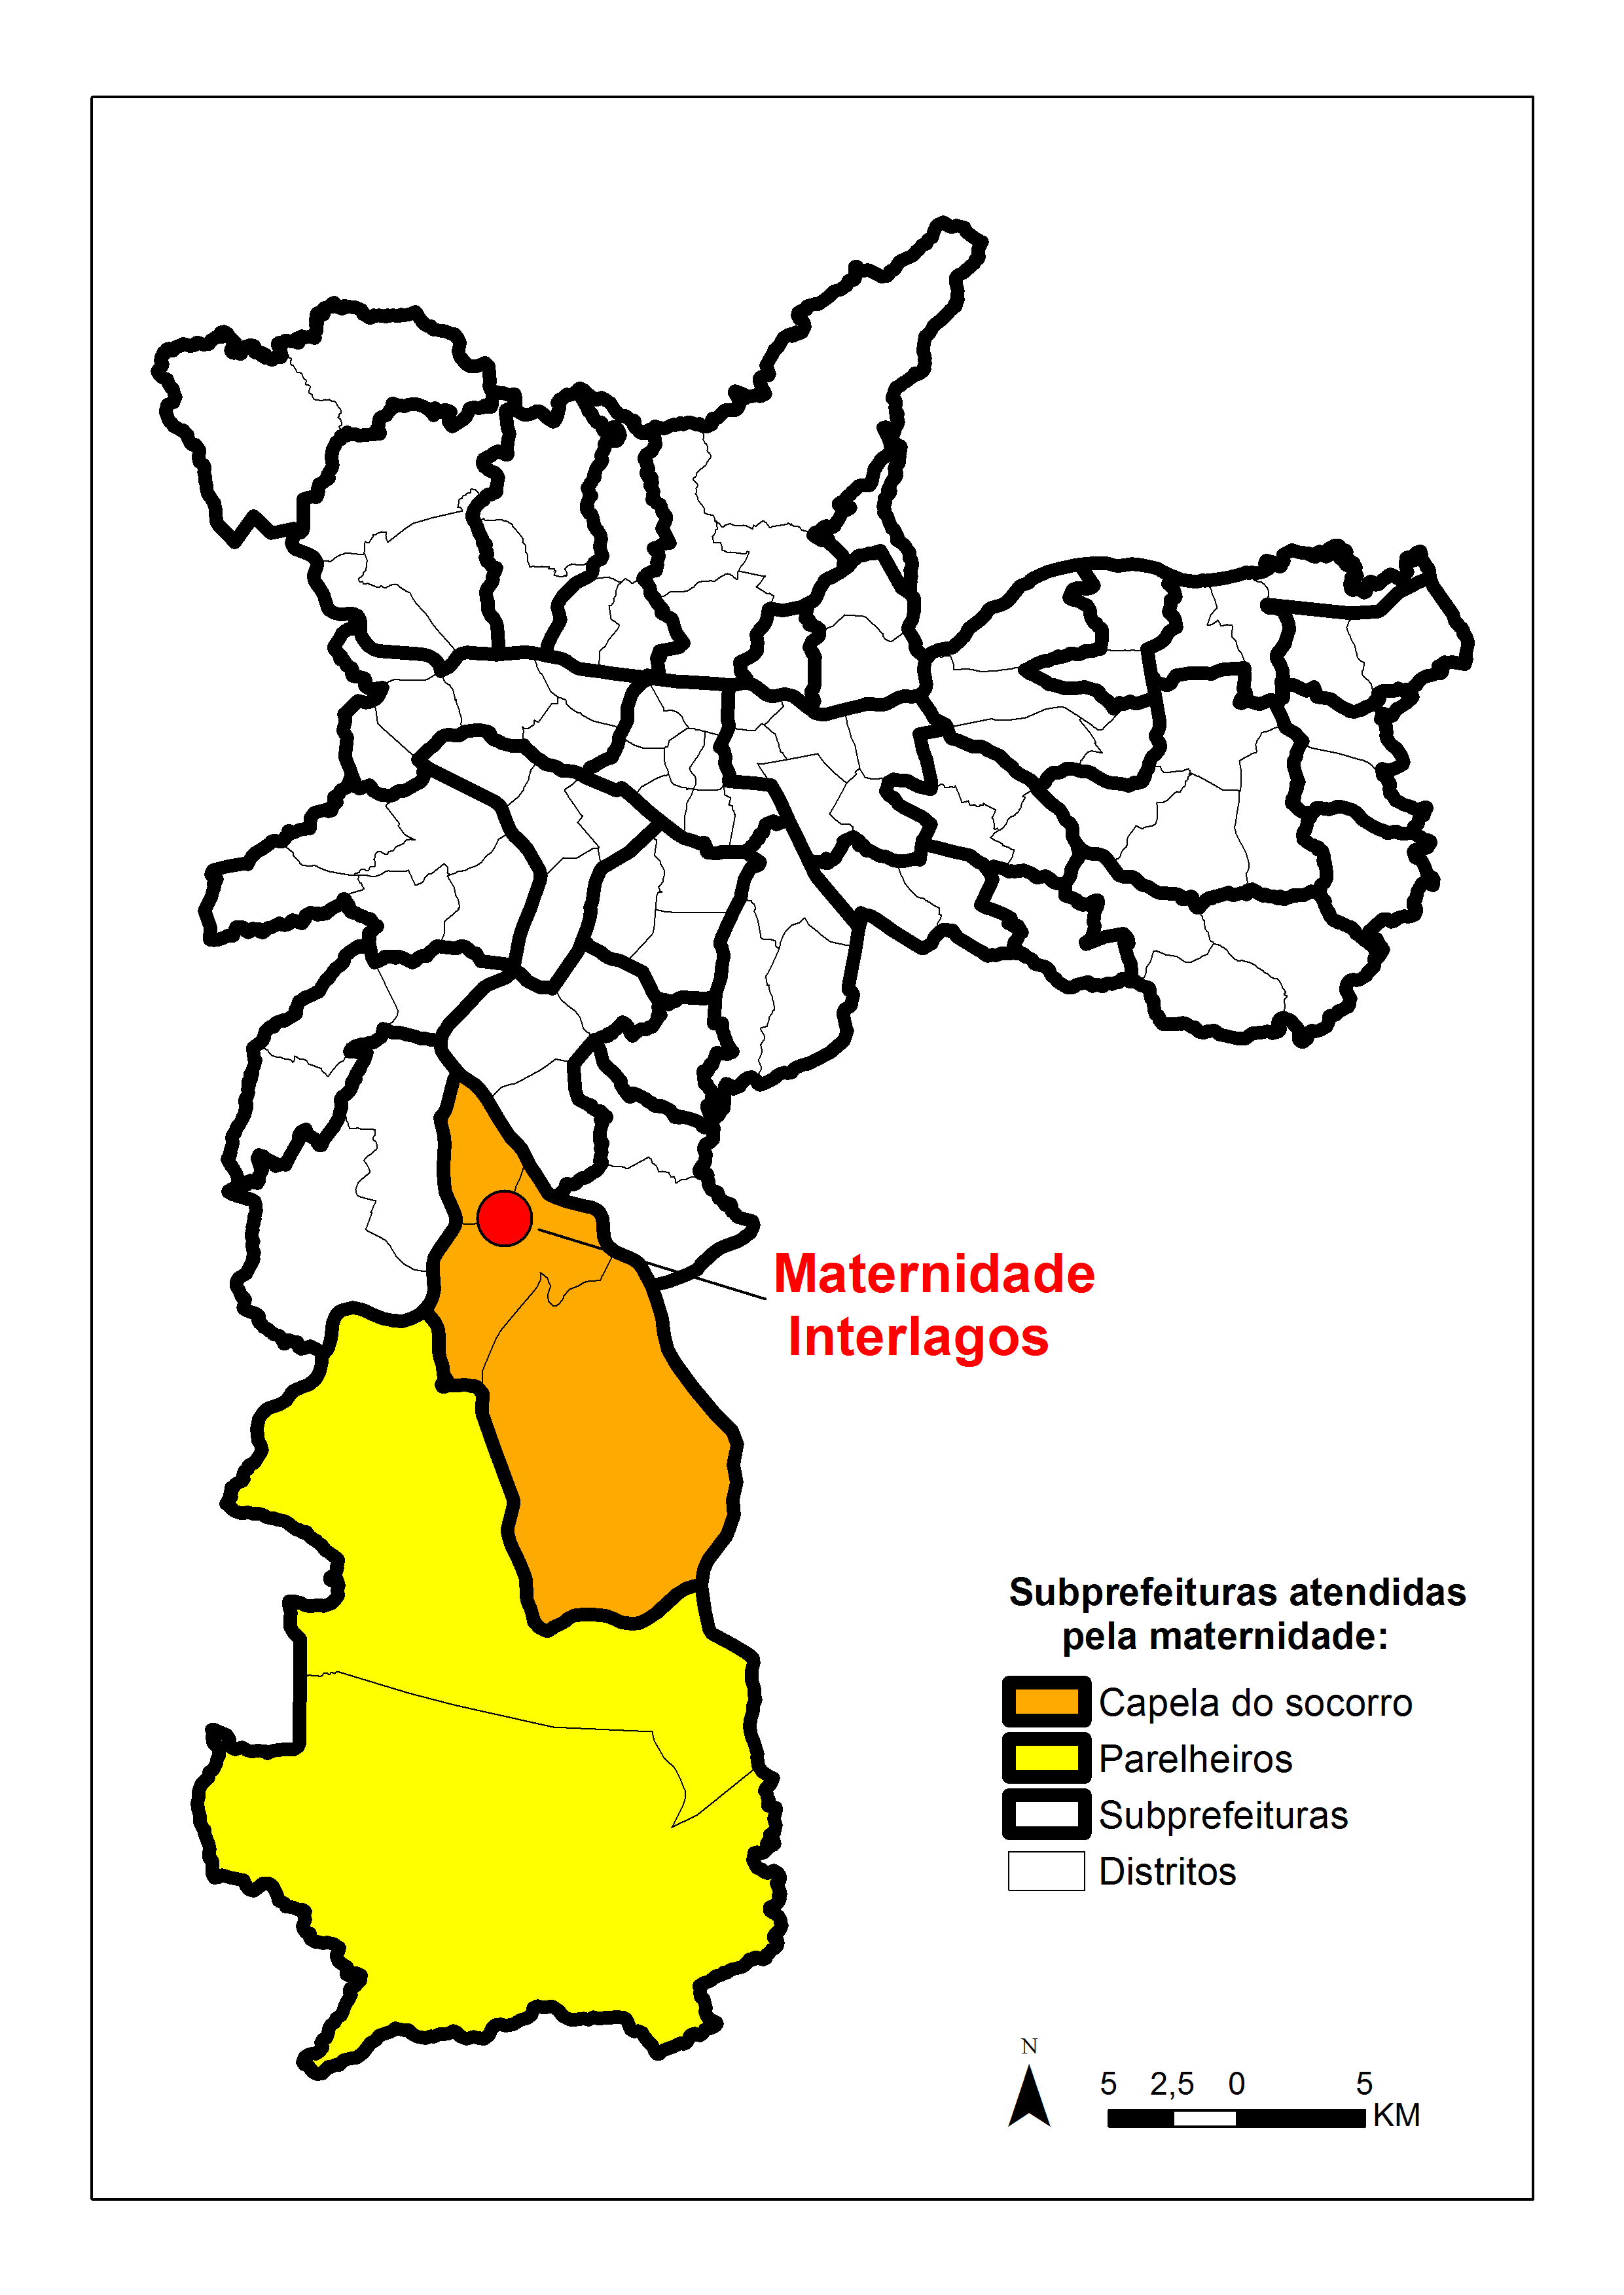 Maternidade
Interlagos
Subprefeituras atendidas
pela maternidade:
Capela do socorro
Parelheiros
Subprefeituras
Distritos
N
5 2,5 0 5
KM